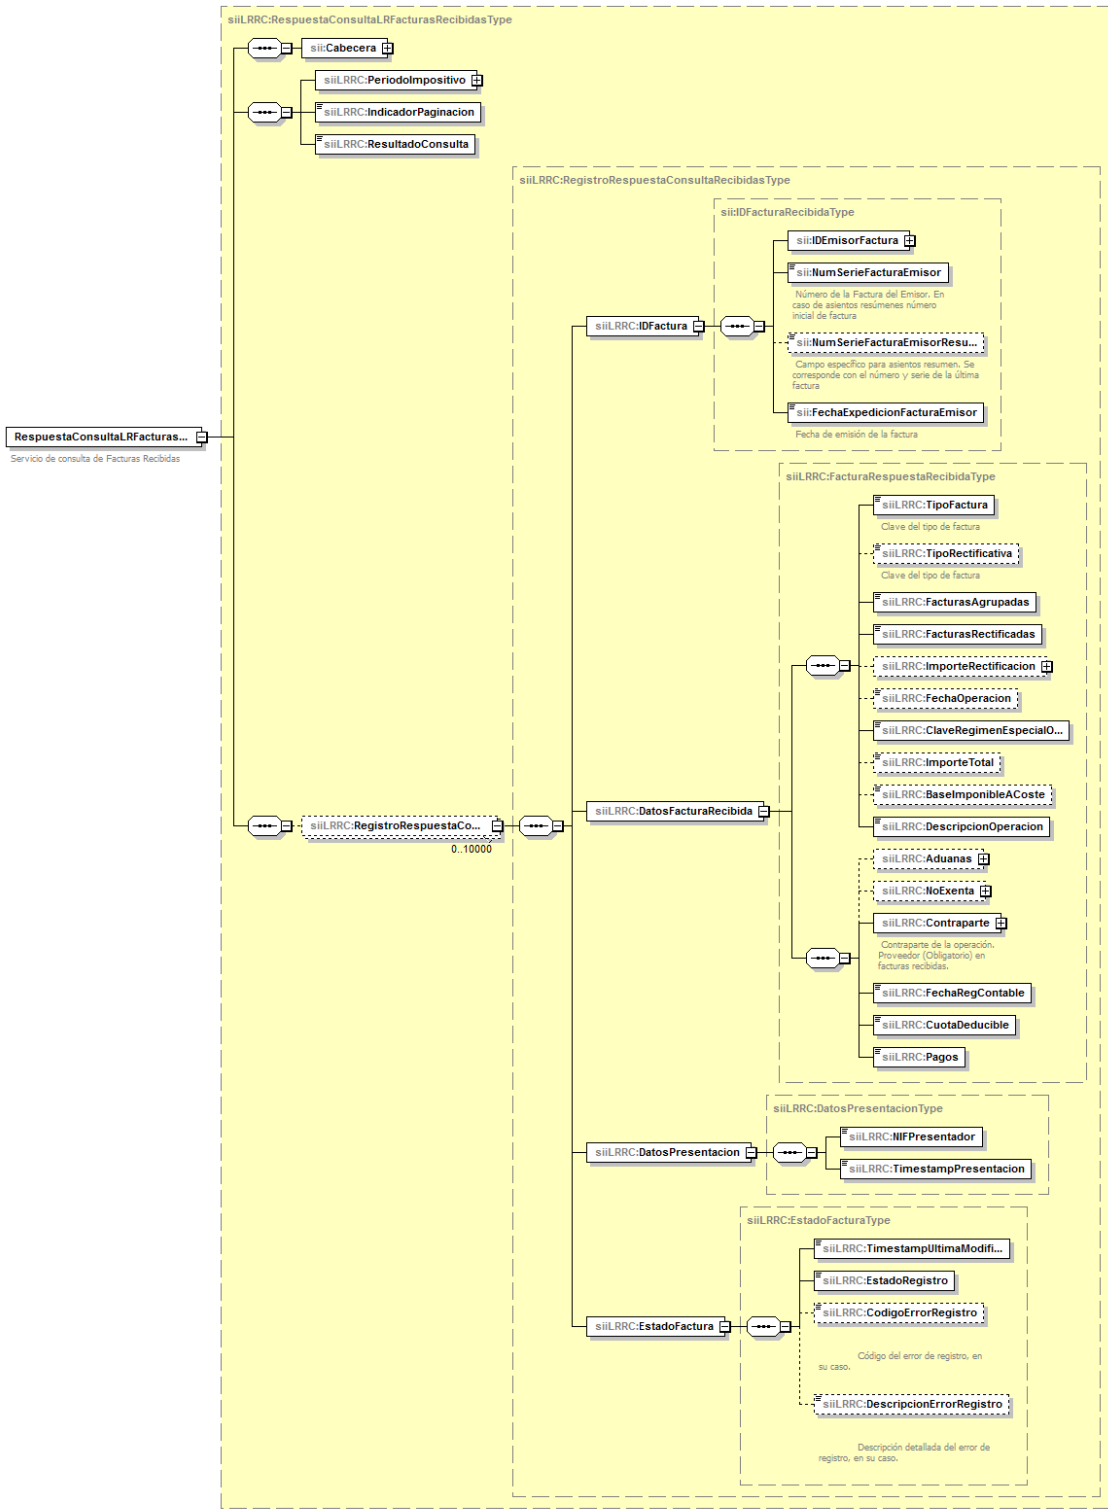 siiLRRC:RespuestaConsultaLRFacturasRecibidasType
sii:Cabecera
siiLRRC:PeriodoImpositivo
siiLRRC:IndicadorPaginacion
siiLRRC:ResultadoConsulta
siiLRRC:RegistroRespuestaConsultaRecibidasType
sii:IDFacturaRecibidaType
sii:IDEmisorFactura
sii:NumSerieFacturaEmisor
Número de la Factura del Emisor. En
caso de asientos resúmenes número
inicial de factura
siiLRRC:IDFactura
sii:NumSerieFacturaEmisorResu...
Campo específico para asientos resumen. Se
corresponde con el número y serie de la última
factura
sii:FechaExpedicionFacturaEmisor
Fecha de emisión de la factura
RespuestaConsultaLRFacturas...
Servicio de consulta de Facturas Recibidas
siiLRRC:FacturaRespuestaRecibidaType
siiLRRC:TipoFactura
Clave del tipo de factura
siiLRRC:TipoRectificativa
Clave del tipo de factura
siiLRRC:FacturasAgrupadas
siiLRRC:FacturasRectificadas
siiLRRC:ImporteRectificacion
siiLRRC:FechaOperacion
siiLRRC:ClaveRegimenEspecialO...
siiLRRC:ImporteTotal
siiLRRC:BaseImponibleACoste
siiLRRC:DatosFacturaRecibida
siiLRRC:RegistroRespuestaCo...
0..10000
siiLRRC:DescripcionOperacion
siiLRRC:Aduanas
siiLRRC:NoExenta
siiLRRC:Contraparte
Contraparte de la operación.
Proveedor (Obligatorio) en
facturas recibidas.
siiLRRC:FechaRegContable
siiLRRC:CuotaDeducible
siiLRRC:Pagos
siiLRRC:DatosPresentacionType
siiLRRC:NIFPresentador
siiLRRC:DatosPresentacion
siiLRRC:TimestampPresentacion
siiLRRC:EstadoFacturaType
siiLRRC:TimestampUltimaModifi...
siiLRRC:EstadoRegistro
siiLRRC:CodigoErrorRegistro
siiLRRC:EstadoFactura
Código del error de registro, en
su caso.
siiLRRC:DescripcionErrorRegistro
Descripción detallada del error de
registro, en su caso.